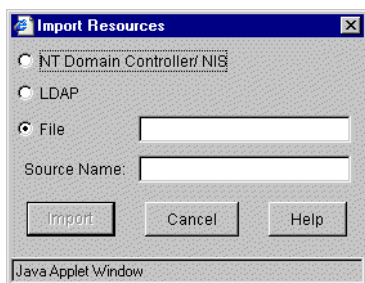 Import Resources
NT Domain Controller/ NIS
LDAP
File
Source Name:
Import Cancel Help
Java Applet Window